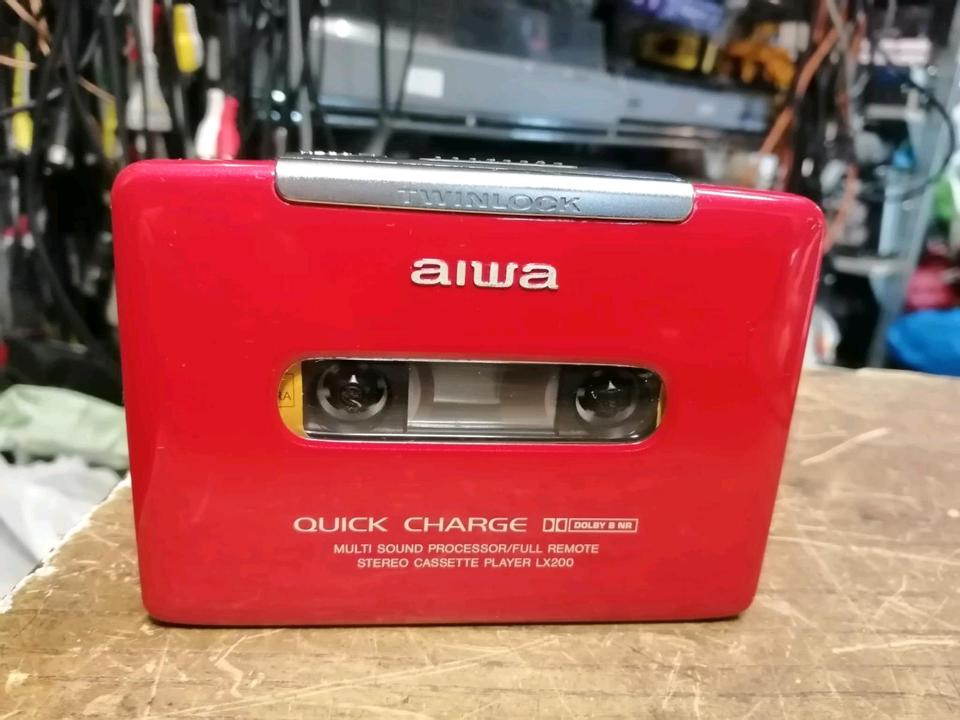 TWINLOCK
aiwa
QUICK CHARGE DOLBY B NR
MULTI SOUND PROCESSOR/FULL REMOTE
STEREO CASSETTE PLAYER LX200